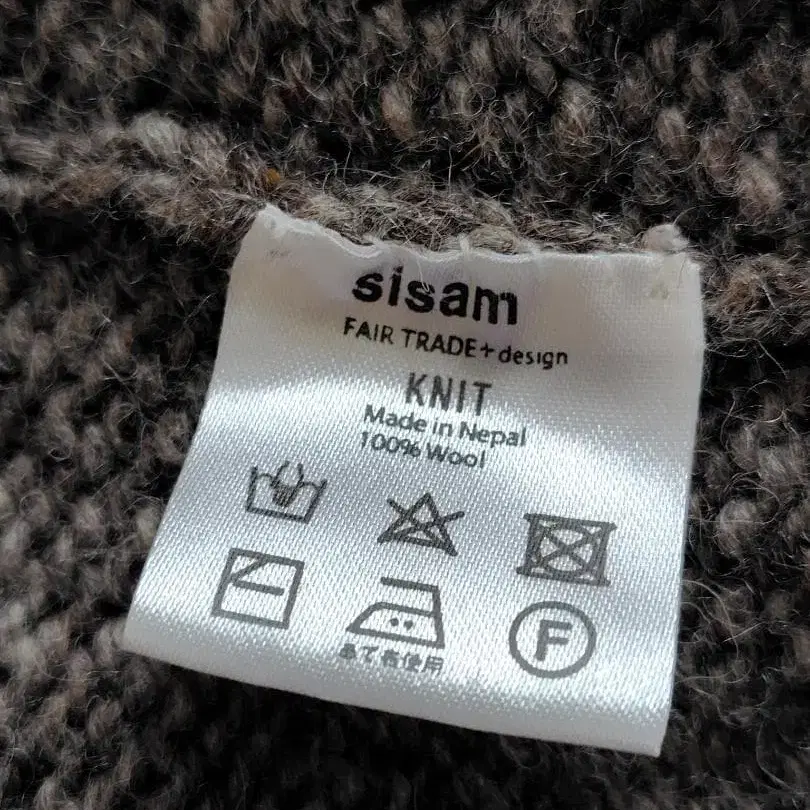 sisam
FAIR TRADE+design
KNIT
Made in Nepal
100% Wool
F
あて布使用